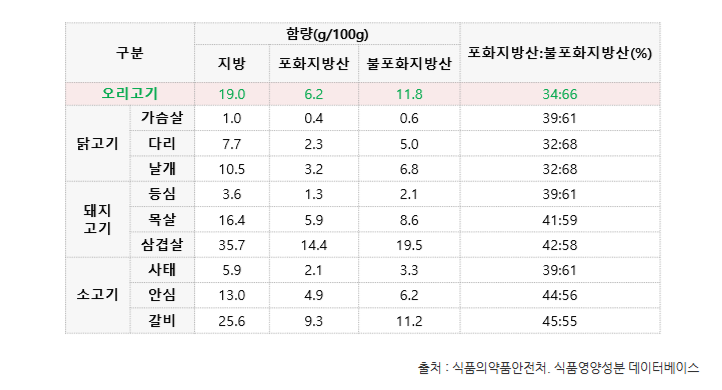 구분 함량(g/100g) 포화지방산:불포화지방산(%)
지방 포화지방산 불포화지방산
오리고기 19.0 6.2 11.8 34:66
닭고기 가슴살 1.0 0.4 0.6 39:61
다리 7.7 2.3 5.0 32:68
날개 10.5 3.2 6.8 32:68
돼지
고기 등심 3.6 1.3 2.1 39:61
목살 16.4 5.9 8.6 41:59
삼겹살 35.7 14.4 19.5 42:58
소고기 사태 5.9 2.1 3.3 39:61
안심 13.0 4.9 6.2 44:56
갈비 25.6 9.3 11.2 45:55
출처 : 식품의약품안전처. 식품영양성분 데이터베이스